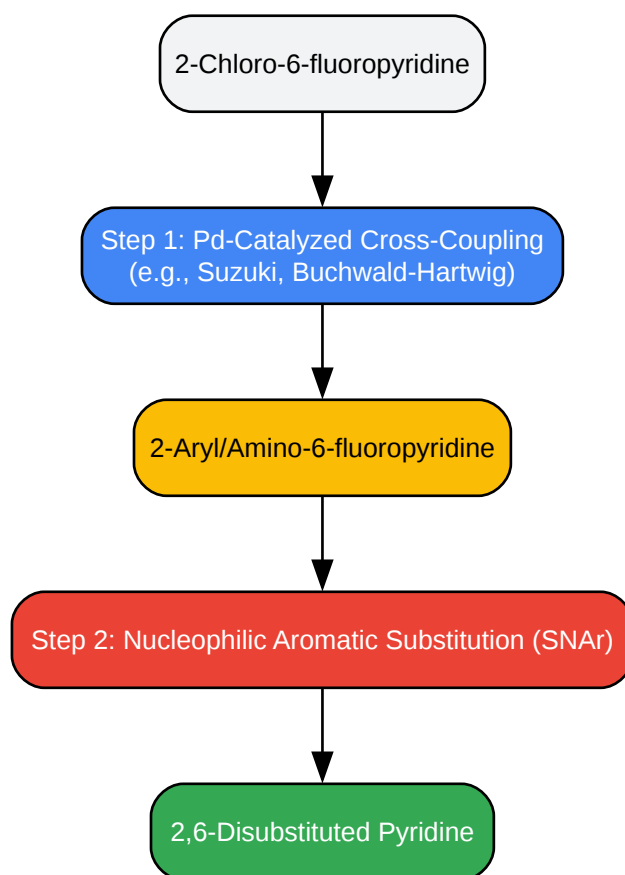 2-Chloro-6-fluoropyridine
Step 1: Pd-Catalyzed Cross-Coupling
(e.g., Suzuki, Buchwald-Hartwig)
2-Aryl/Amino-6-fluoropyridine
Step 2: Nucleophilic Aromatic Substitution (SNAr)
2,6-Disubstituted Pyridine